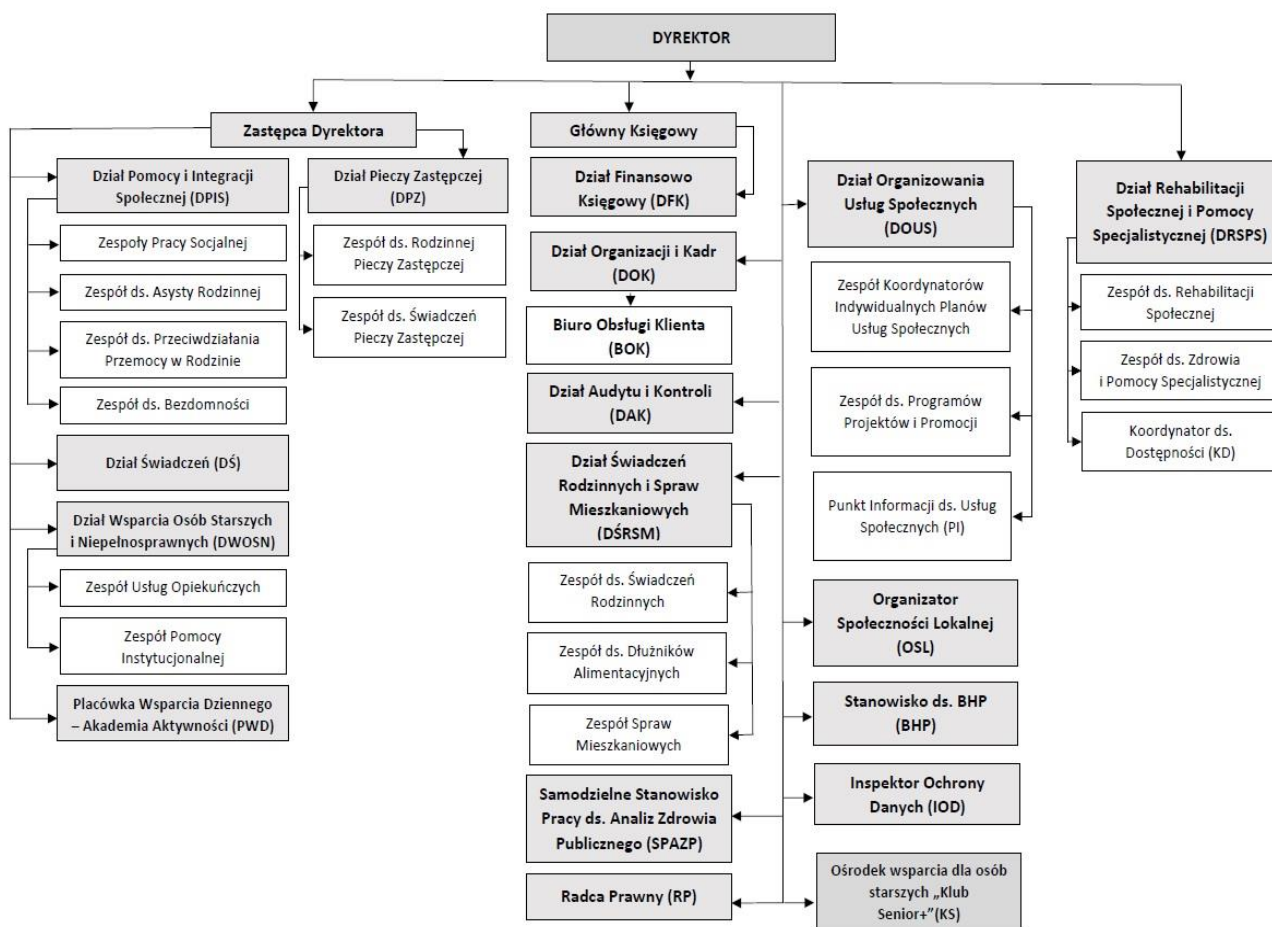 DYREKTOR
Zastępca Dyrektora
Dział Pomocy i Integracji
Społecznej (DPIS)
Zespoły Pracy Socjalnej
Zespół ds. Asysty Rodzinnej
Zespół ds. Przeciwdziałania
Przemocy w Rodzinie
Zespół ds. Bezdomności
Dział Świadczeń (DŚ)
Dział Wsparcia Osób Starszych
i Niepełnosprawnych (DWOSN)
Zespół Usług Opiekuńczych
Zespół Pomocy
Instytucjonalnej
Placówka Wsparcia Dziennego
– Akademia Aktywności (PWD)
Dział Pieczy Zastępczej
(DPZ)
Zespół ds. Rodzinnej
Pieczy Zastępczej
Zespół ds. Świadczeń
Pieczy Zastępczej
Główny Księgowy
Dział Finansowo
Księgowy (DFK)
Dział Organizacji i Kadr
(DOK)
Biuro Obsługi Klienta
(BOK)
Dział Audytu i Kontroli
(DAK)
Dział Świadczeń
Rodzinnych i Spraw
Mieszkaniowych
(DŚRSM)
Zespół ds. Świadczeń
Rodzinnych
Zespół ds. Dłużników
Alimentacyjnych
Zespół Spraw
Mieszkaniowych
Samodzielne Stanowisko
Pracy ds. Analiz Zdrowia
Publicznego (SPAZP)
Radca Prawny (RP)
Dział Organizowania
Usług Społecznych
(DOUS)
Zespół Koordynatorów
Indywidualnych Planów
Usług Społecznych
Zespół ds. Programów
Projektów i Promocji
Punkt Informacji ds. Usług
Społecznych (PI)
Organizator
Społeczności Lokalnej
(OSL)
Stanowisko ds. BHP
(BHP)
Inspektor Ochrony
Danych (IOD)
Ośrodek wsparcia dla osób
starszych „Klub
Senior+”(KS)
Dział Rehabilitacji
Społecznej i Pomocy
Specjalistycznej (DRSPS)
Zespół ds. Rehabilitacji
Społecznej
Zespół ds. Zdrowia
i Pomocy Specjalistycznej
Koordynator ds.
Dostępności (KD)